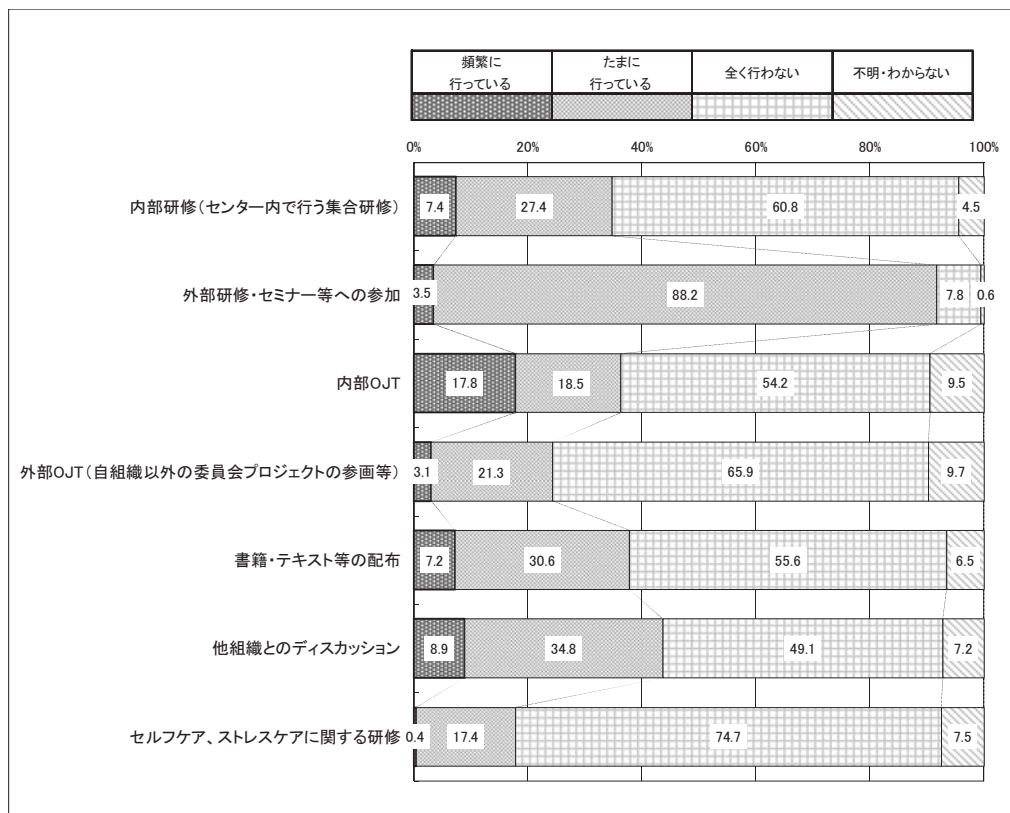 頻繁に
行っている
たまに
行っている
全く行わない
不明・わからない
0% 20% 40% 60% 80% 100%
内部研修(センター内で行う集合研修) 7.4 27.4 60.8 4.5
外部研修・セミナー等への参加 3.5 88.2 7.8 0.6
内部OJT 17.8 18.5 54.2 9.5
外部OJT(自組織以外の委員会プロジェクトの参画等) 3.1 21.3 65.9 9.7
書籍・テキスト等の配布 7.2 30.6 55.6 6.5
他組織とのディスカッション 8.9 34.8 49.1 7.2
セルフケア、ストレスケアに関する研修 0.4 17.4 74.7 7.5